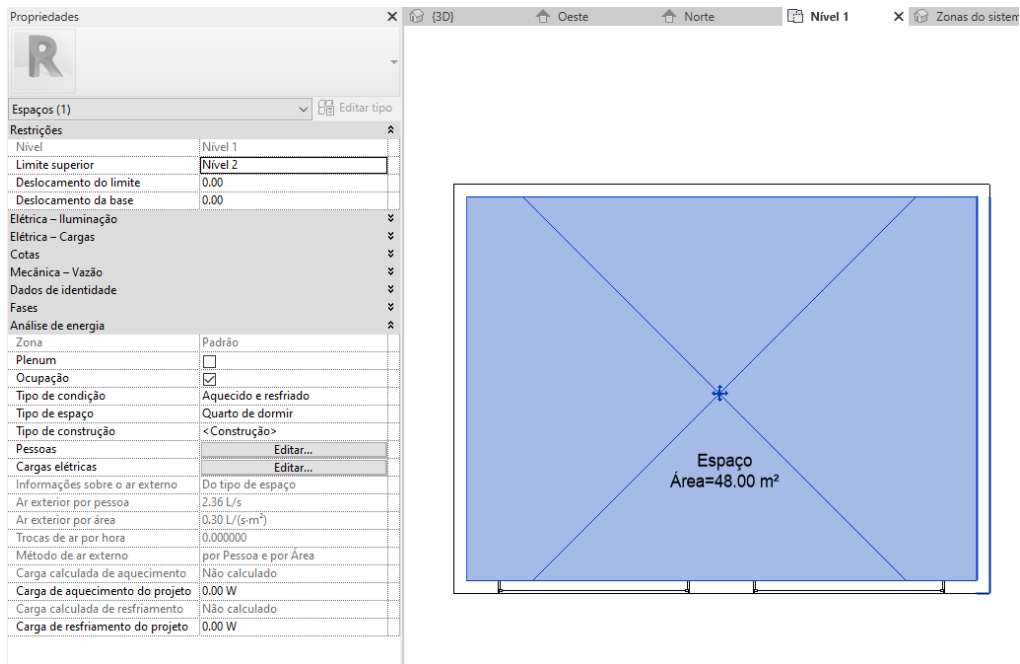 Propriedades
{3D}
Oeste
Norte
Nível 1
Zonas do sistem
R
Espaços (1)
Editar tipo
Restrições
Nível Nível 1
Limite superior Nível 2
Deslocamento do limite 0.00
Deslocamento da base 0.00
Elétrica – Iluminação
Elétrica – Cargas
Cotas
Mecânica – Vazão
Dados de identidade
Fases
Análise de energia
Zona Padrão
Plenum
Ocupação
Tipo de condição Aquecido e resfriado
Tipo de espaço Quarto de dormir
Tipo de construção <Construção>
Pessoas Editar...
Cargas elétricas Editar...
Informações sobre o ar externo Do tipo de espaço
Ar exterior por pessoa 2.36 L/s
Ar exterior por área 0.30 L/(s·m²)
Trocas de ar por hora 0.000000
Método de ar externo por Pessoa e por Área
Carga calculada de aquecimento Não calculado
Carga de aquecimento do projeto 0.00 W
Carga calculada de resfriamento Não calculado
Carga de resfriamento do projeto 0.00 W
Espaço
Área=48.00 m²